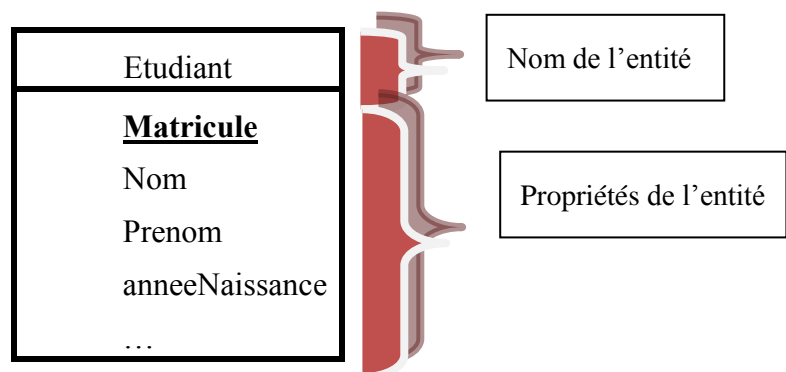 Etudiant
Matricule
Nom
Prenom
anneeNaissance
…
Nom de l’entité
Propriétés de l’entité